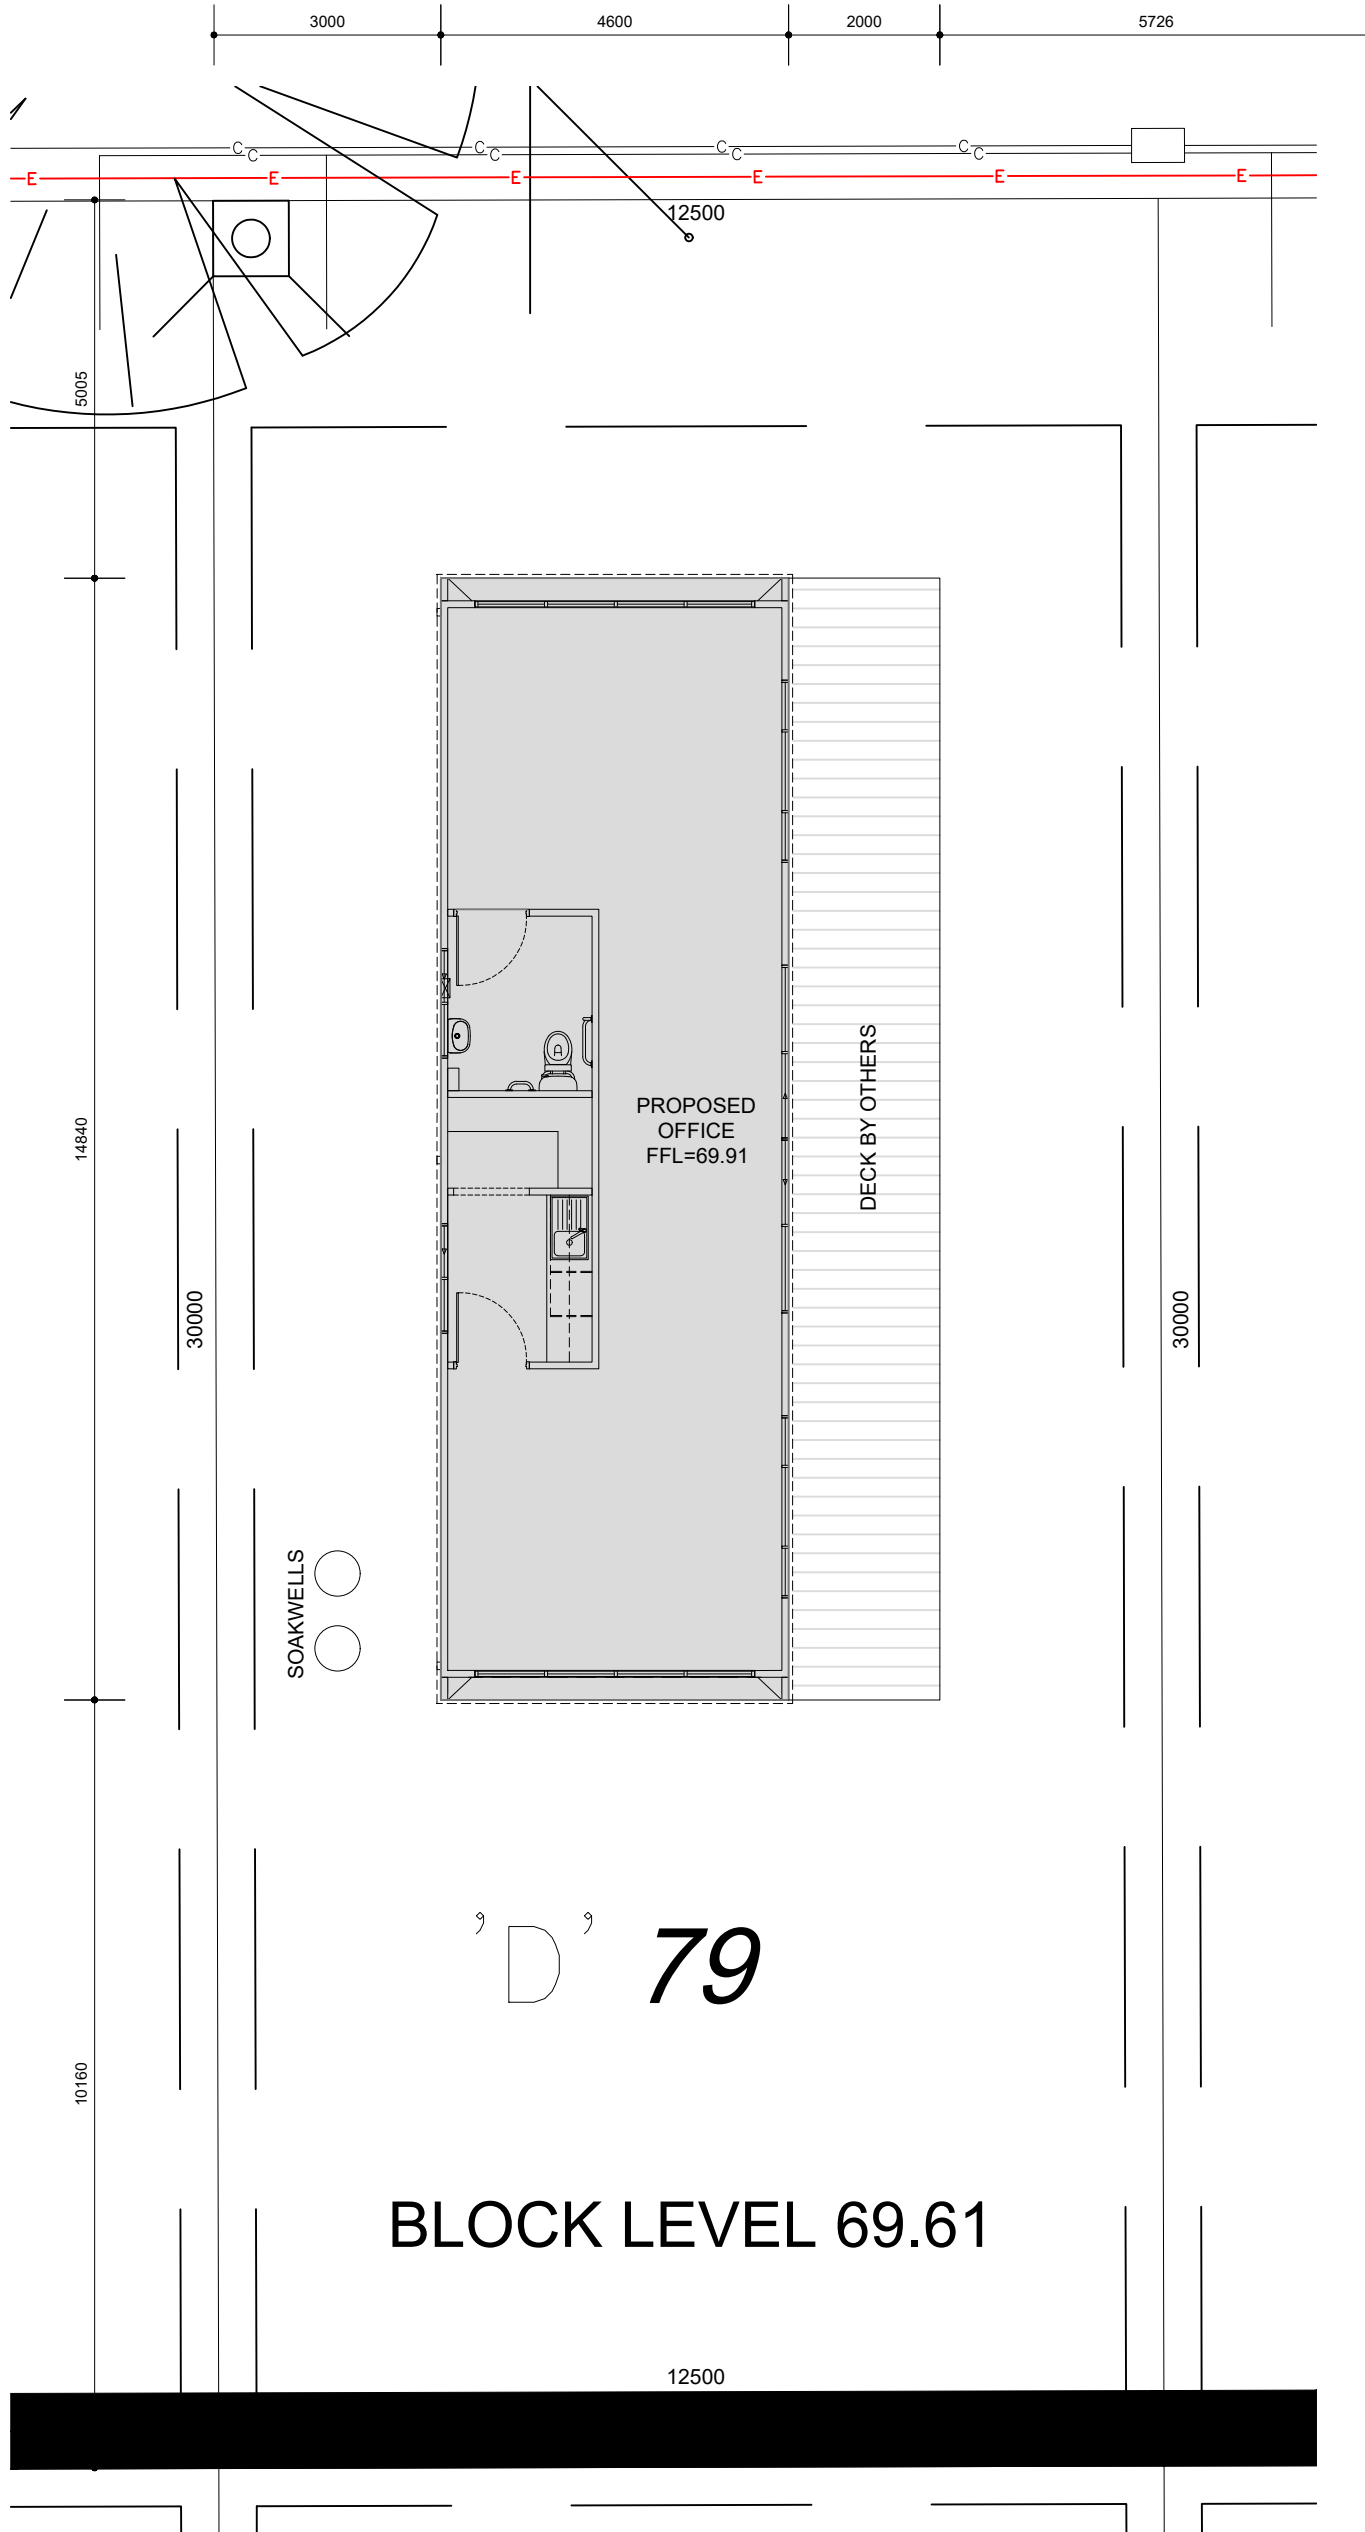 3000 4600 2000 5726
C C C C
C C C C
E E E E E E
12500
5005
PROPOSED
OFFICE
FFL=69.91
DECK BY OTHERS
14840
30000
30000
SOAKWELLS
'D' 79
10160
BLOCK LEVEL 69.61
12500